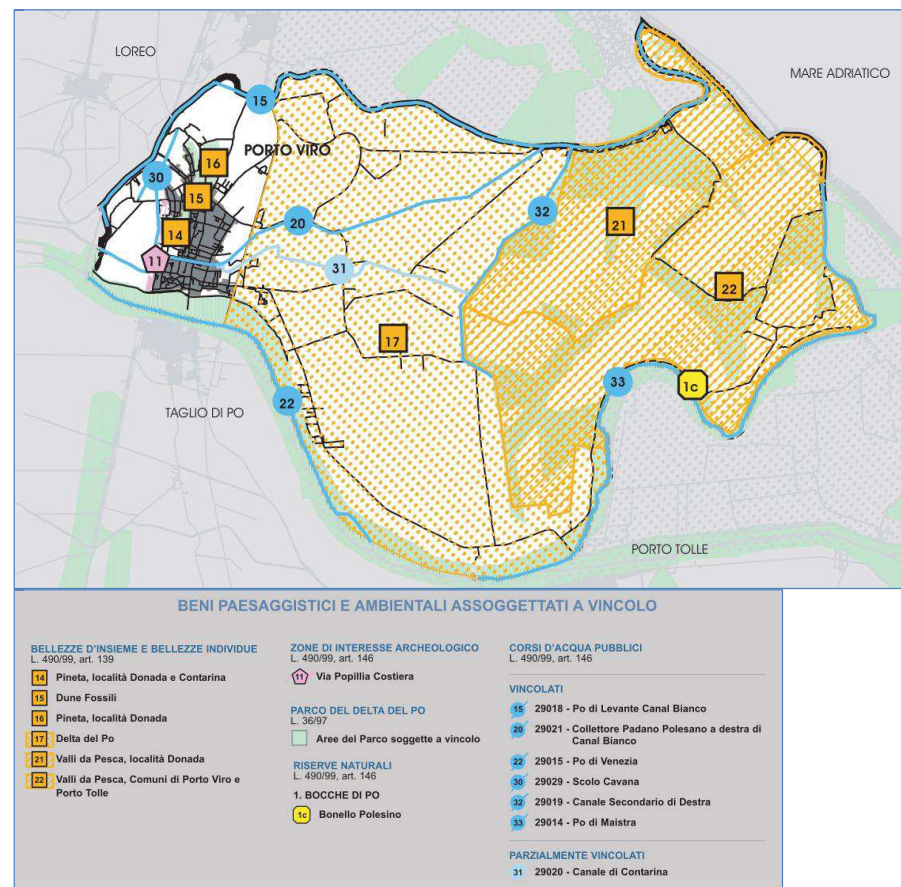 LOREO
MARE ADRIATICO
15
PORTO VIRO
16
30
15
20
32
21
14
11
31
22
17
33
1c
22
TAGLIO DI PO
PORTO TOLLE
BENI PAESAGGISTICI E AMBIENTALI ASSOGGETTATI A VINCOLO
BELLEZZE D'INSIEME E BELLEZZE INDIVIDUE
L. 490/99, art. 139
14 Pineta, località Donada e Contarina
15 Dune Fossili
16 Pineta, località Donada
17 Delta del Po
21 Valli da Pesca, località Donada
22 Valli da Pesca, Comuni di Porto Viro e
Porto Tolle
ZONE DI INTERESSE ARCHEOLOGICO
L. 490/99, art. 146
11 Via Popillia Costiera
PARCO DEL DELTA DEL PO
L. 36/97
Aree del Parco soggette a vincolo
RISERVE NATURALI
L. 490/99, art. 146
1. BOCCHE DI PO
1c Bonello Polesino
CORSI D'ACQUA PUBBLICI
L. 490/99, art. 146
VINCOLATI
15 29018 - Po di Levante Canal Bianco
20 29021 - Collettore Padano Polesano a destra di
Canal Bianco
22 29015 - Po di Venezia
30 29029 - Scolo Cavana
32 29019 - Canale Secondario di Destra
33 29014 - Po di Maistra
PARZIALMENTE VINCOLATI
31 29020 - Canale di Contarina